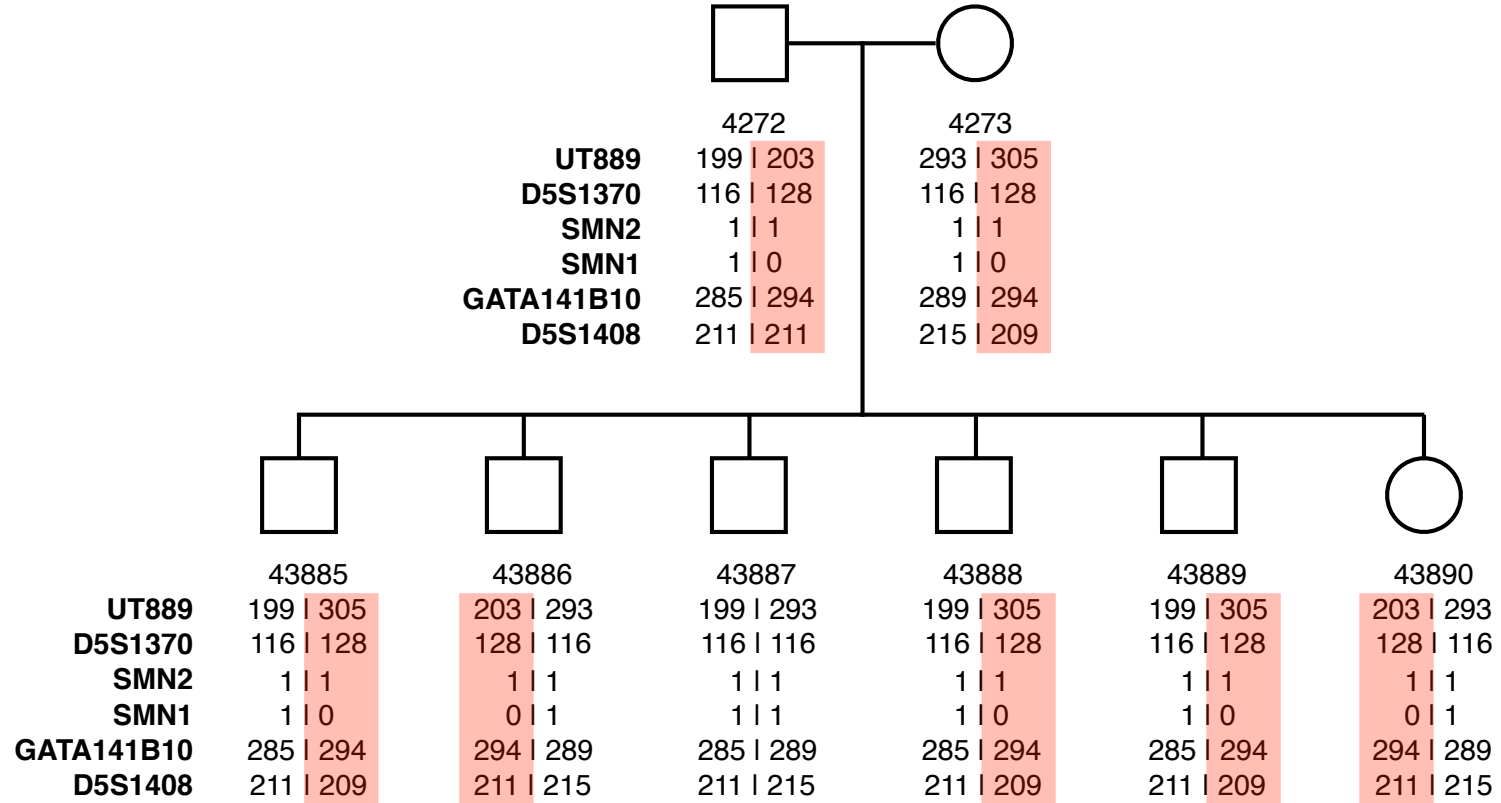 4272 4273
UT889 199 | 203 293 | 305
D5S1370 116 | 128 116 | 128
SMN2 1 | 1 1 | 1
SMN1 1 | 0 1 | 0
GATA141B10 285 | 294 289 | 294
D5S1408 211 | 211 215 | 209
43885 43886 43887 43888 43889 43890
UT889 199 | 305 203 | 293 199 | 293 199 | 305 199 | 305 203 | 293
D5S1370 116 | 128 128 | 116 116 | 116 116 | 128 116 | 128 128 | 116
SMN2 1 | 1 1 | 1 1 | 1 1 | 1 1 | 1 1 | 1
SMN1 1 | 0 0 | 1 1 | 1 1 | 0 1 | 0 0 | 1
GATA141B10 285 | 294 294 | 289 285 | 289 285 | 294 285 | 294 294 | 289
D5S1408 211 | 209 211 | 215 211 | 215 211 | 209 211 | 209 211 | 215